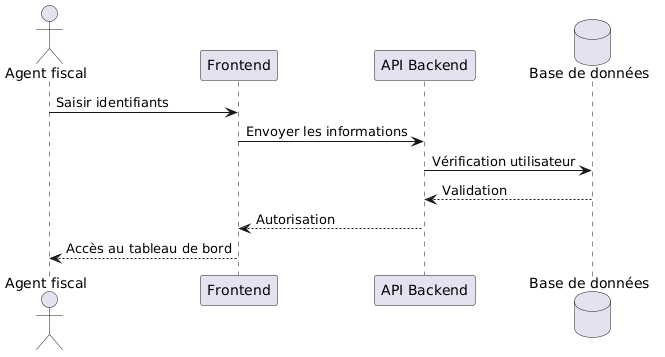 Agent fiscal
Frontend
API Backend
Base de données
Saisir identifiants
Envoyer les informations
Vérification utilisateur
Validation
Autorisation
Accès au tableau de bord
Agent fiscal
Frontend
API Backend
Base de données